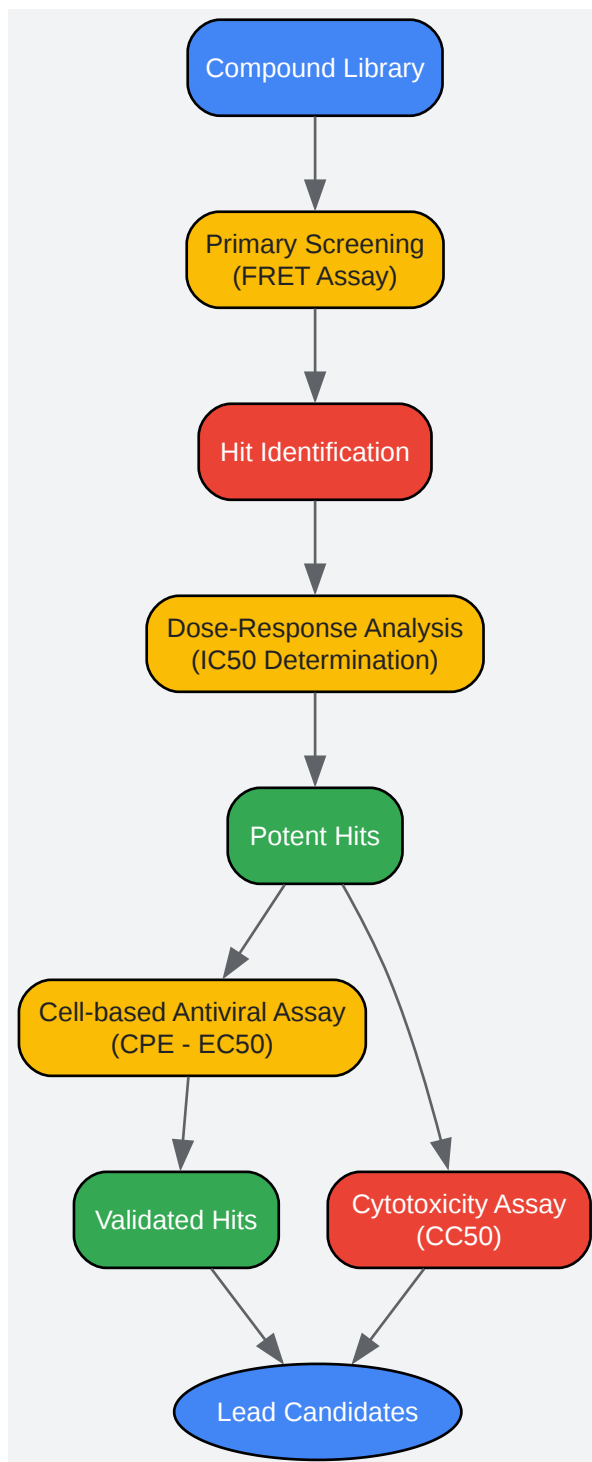 Compound Library
Primary Screening
(FRET Assay)
Hit Identification
Dose-Response Analysis
(IC50 Determination)
Potent Hits
Cell-based Antiviral Assay
(CPE - EC50)
Validated Hits
Cytotoxicity Assay
(CC50)
Lead Candidates